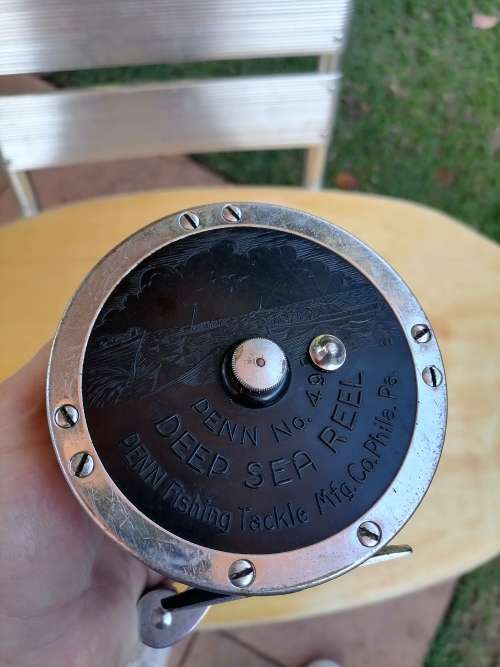 PENN No. 49
DEEP SEA REEL
PENN Fishing Tackle Mfg. Co. Phila. Pa.